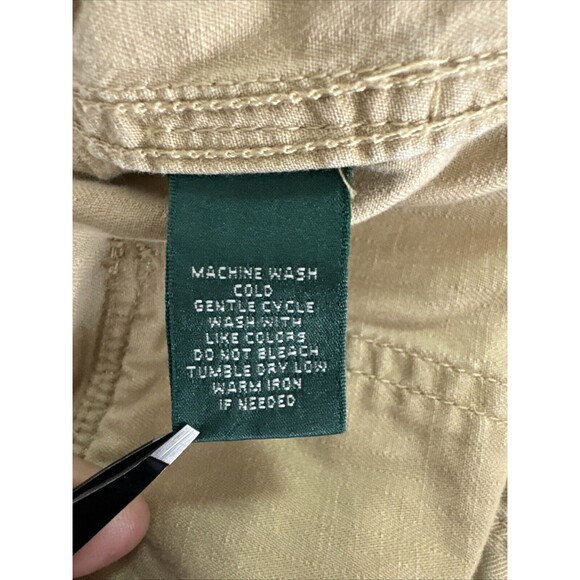 MACHINE WASH
COLD
GENTLE CYCLE
WASH WITH
LIKE COLORS
DO NOT BLEACH
TUMBLE DRY LOW
WARM IRON
IF NEEDED